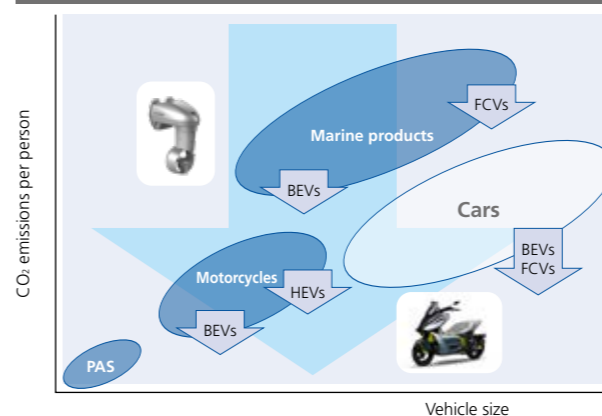 CO₂ emissions per person
FCVs
Marine products
BEVs
Cars
BEVs
FCVs
Motorcycles
HEVs
BEVs
PAS
Vehicle size